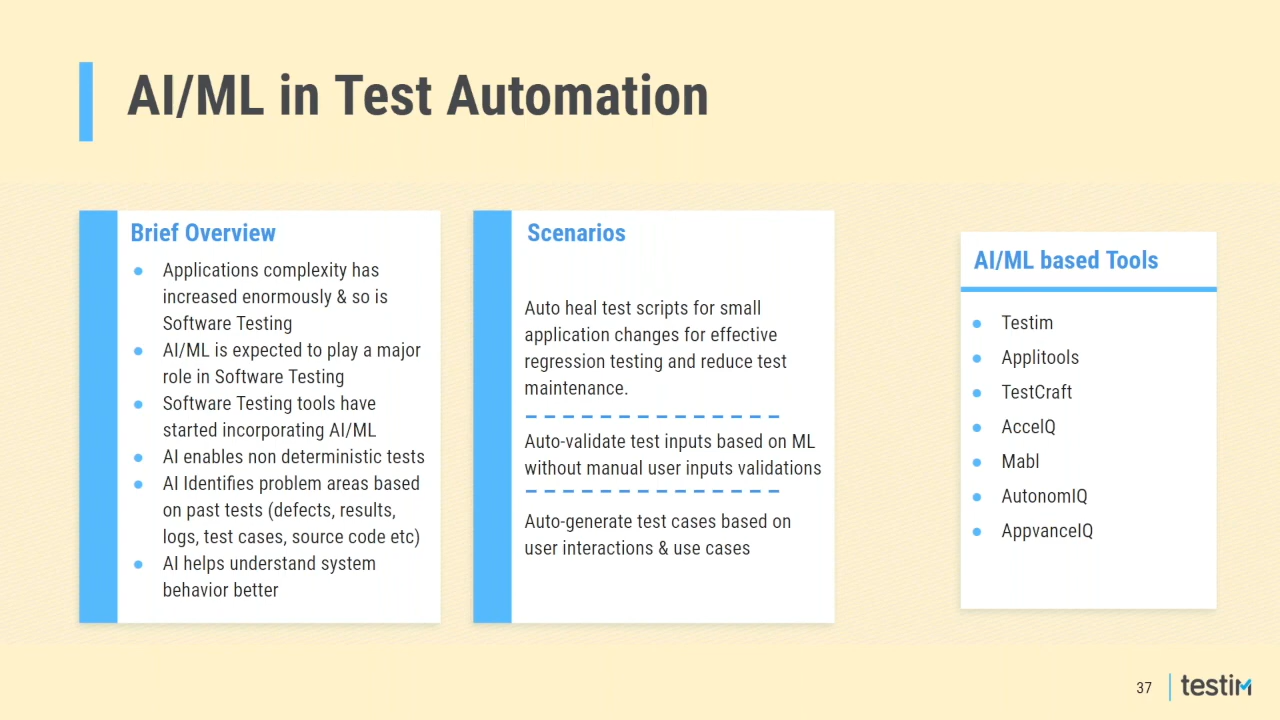 AI/ML in Test Automation
Brief Overview
Applications complexity has
increased enormously & so is
Software Testing
AI/ML is expected to play a major
role in Software Testing
Software Testing tools have
started incorporating AI/ML
AI enables non deterministic tests
AI Identifies problem areas based
on past tests (defects, results,
logs, test cases, source code etc)
AI helps understand system
behavior better
Scenarios
Auto heal test scripts for small
application changes for effective
regression testing and reduce test
maintenance.
Auto-validate test inputs based on ML
without manual user inputs validations
Auto-generate test cases based on
user interactions & use cases
AI/ML based Tools
Testim
Applitools
TestCraft
AccelQ
Mabl
AutonomIQ
AppvanceIQ
37
testim